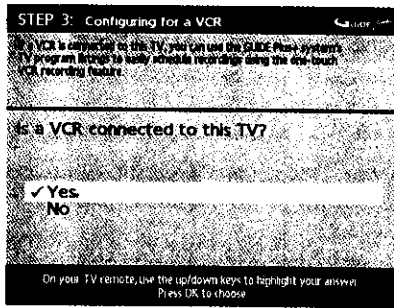 STEP 3: Configuring for a VCR
GUIDE
If a VCR is connected to this TV, you can use the GUIDE Plus+ system's
TV program listings to easily schedule recordings using the one-touch
VCR recording feature.
Is a VCR connected to this TV?
✓ Yes
No
On your TV remote, use the up/down keys to highlight your answer
Press OK to choose